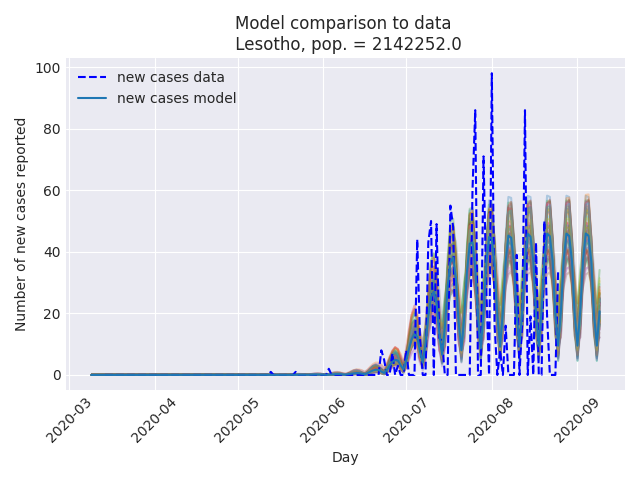 Model comparison to data
Lesotho, pop. = 2142252.0
new cases data
new cases model
Number of new cases reported
100
80
60
40
20
0
2020-03
2020-04
2020-05
2020-06
2020-07
2020-08
2020-09
Day